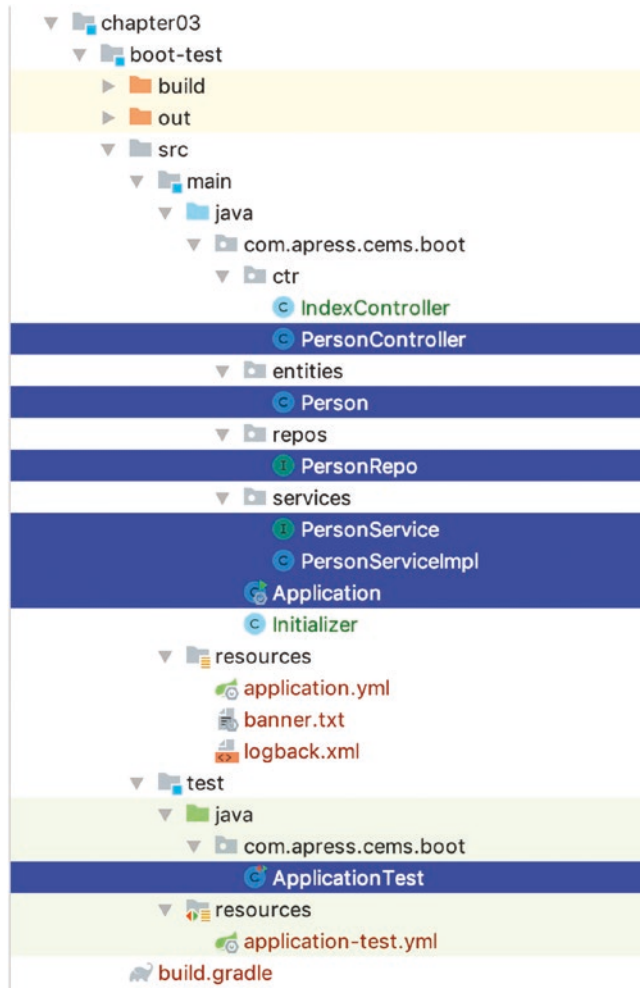 chapter03
boot-test
build
out
src
main
java
com.apress.cems.boot
ctr
IndexController
PersonController
entities
Person
repos
PersonRepo
services
PersonService
PersonServiceImpl
Application
Initializer
resources
application.yml
banner.txt
logback.xml
test
java
com.apress.cems.boot
ApplicationTest
resources
application-test.yml
build.gradle